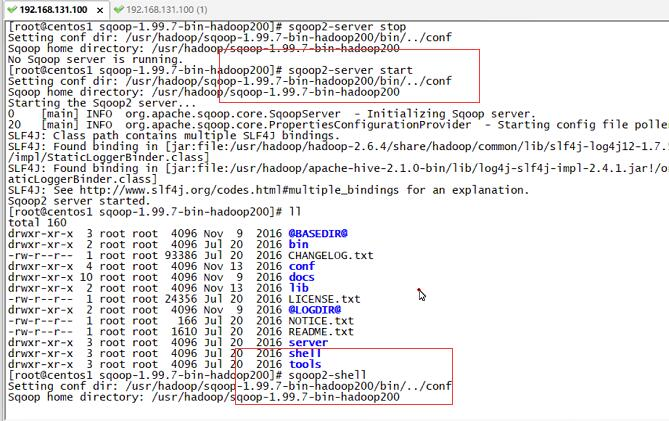 192.168.131.100 × 192.168.131.100 (1)
[root@centos1 sqoop-1.99.7-bin-hadoop200]# sqoop2-server stop
Setting conf dir: /usr/hadoop/sqoop-1.99.7-bin-hadoop200/bin/../conf
Sqoop home directory: /usr/hadoop/sqoop-1.99.7-bin-hadoop200
No Sqoop server is running.
[root@centos1 sqoop-1.99.7-bin-hadoop200]# sqoop2-server start
Setting conf dir: /usr/hadoop/sqoop-1.99.7-bin-hadoop200/bin/../conf
Sqoop home directory: /usr/hadoop/sqoop-1.99.7-bin-hadoop200
Starting the Sqoop2 server...
0 [main] INFO org.apache.sqoop.core.SqoopServer - Initializing Sqoop server.
20 [main] INFO org.apache.sqoop.core.PropertiesConfigurationProvider - Starting config file poller
SLF4J: Class path contains multiple SLF4J bindings.
SLF4J: Found binding in [jar:file:/usr/hadoop/hadoop-2.6.4/share/hadoop/common/lib/slf4j-log4j12-1.7.5
/impl/StaticLoggerBinder.class]
SLF4J: Found binding in [jar:file:/usr/hadoop/apache-hive-2.1.0-bin/lib/log4j-slf4j-impl-2.4.1.jar!/or
aticLoggerBinder.class]
SLF4J: See http://www.slf4j.org/codes.html#multiple_bindings for an explanation.
Sqoop2 server started.
[root@centos1 sqoop-1.99.7-bin-hadoop200]# ll
total 160
drwxr-xr-x 3 root root 4096 Nov 9 2016 @BASEDIR@
drwxr-xr-x 2 root root 4096 Jul 20 2016 bin
-rw-r--r-- 1 root root 93386 Jul 20 2016 CHANGELOG.txt
drwxr-xr-x 4 root root 4096 Nov 13 2016 conf
drwxr-xr-x 10 root root 4096 Nov 9 2016 docs
drwxr-xr-x 2 root root 4096 Nov 13 2016 lib
-rw-r--r-- 1 root root 24356 Jul 20 2016 LICENSE.txt
drwxr-xr-x 2 root root 4096 Nov 9 2016 @LOGDIR@
-rw-r--r-- 1 root root 166 Jul 20 2016 NOTICE.txt
-rw-r--r-- 1 root root 1610 Jul 20 2016 README.txt
drwxr-xr-x 3 root root 4096 Jul 20 2016 server
drwxr-xr-x 3 root root 4096 Jul 20 2016 shell
drwxr-xr-x 3 root root 4096 Jul 20 2016 tools
[root@centos1 sqoop-1.99.7-bin-hadoop200]# sqoop2-shell
Setting conf dir: /usr/hadoop/sqoop-1.99.7-bin-hadoop200/bin/../conf
Sqoop home directory: /usr/hadoop/sqoop-1.99.7-bin-hadoop200